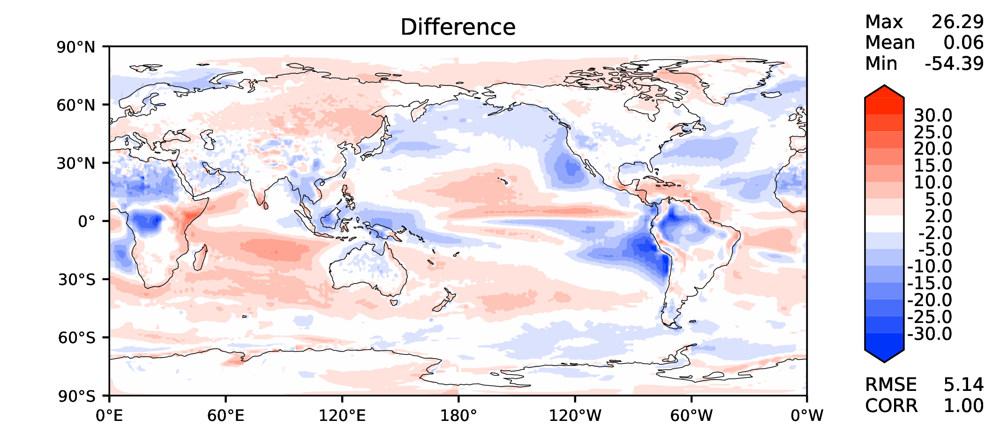 Difference
Max 26.29
Mean 0.06
Min -54.39
90°N
60°N
30°N
0°
30°S
60°S
90°S
0°E 60°E 120°E 180° 120°W 60°W 0°W
30.0
25.0
20.0
15.0
10.0
5.0
2.0
-2.0
-5.0
-10.0
-15.0
-20.0
-25.0
-30.0
RMSE 5.14
CORR 1.00